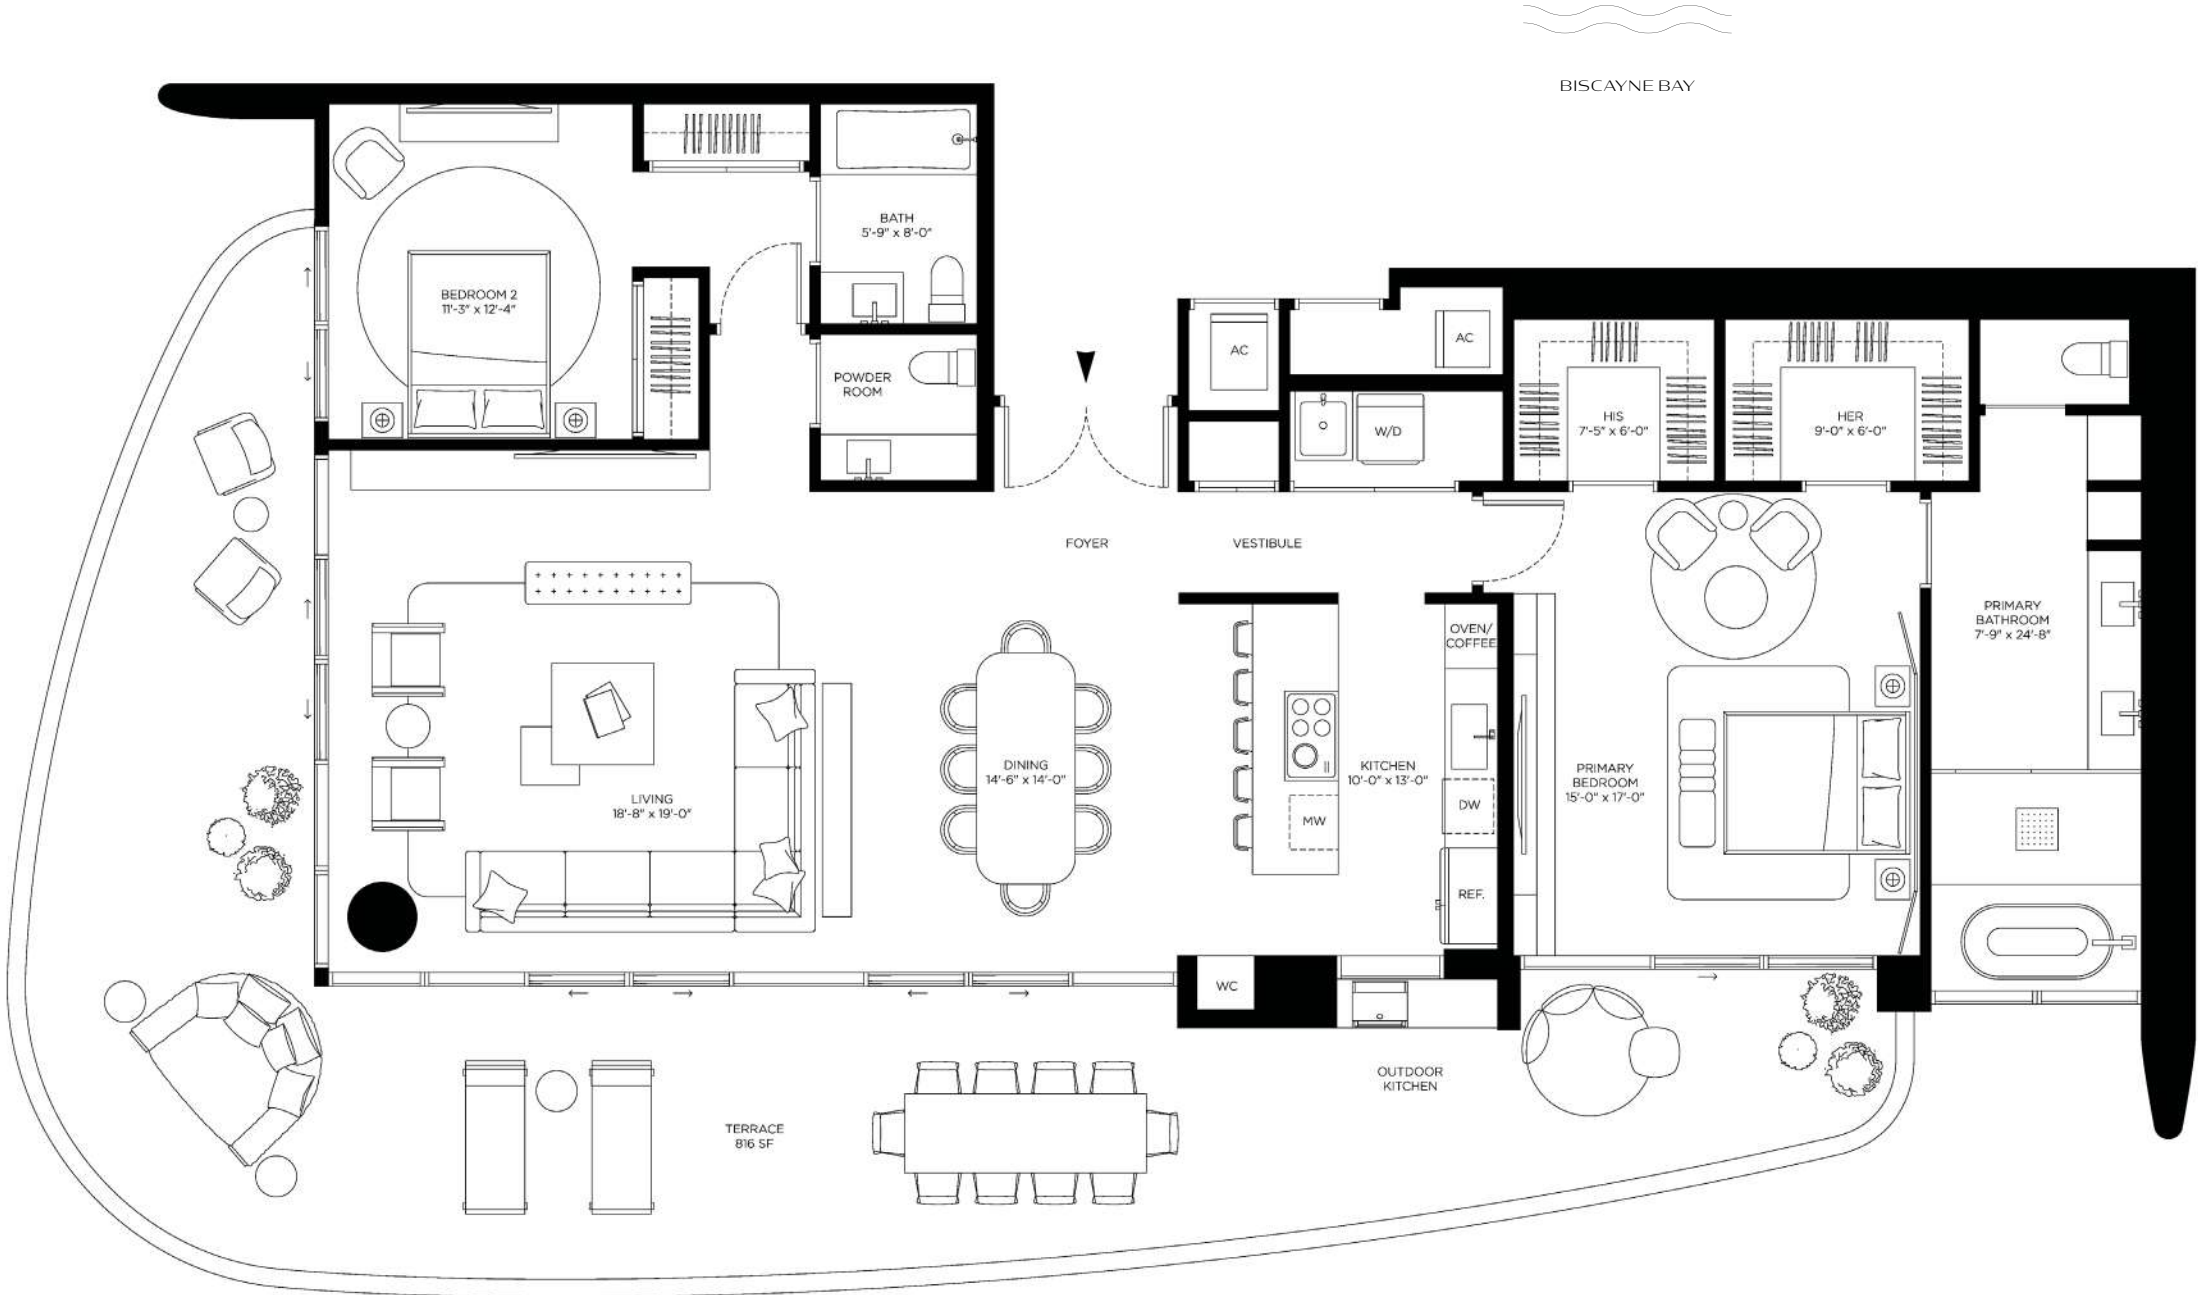 BISCAYNE BAY
BATH
5'-9" x 8'-0"
BEDROOM 2
11'-3" x 12'-4"
POWDER
ROOM
AC
AC
W/D
HIS
7'-5" x 6'-0"
HER
9'-0" x 6'-0"
FOYER
VESTIBULE
PRIMARY
BATHROOM
7'-9" x 24'-8"
OVEN/
COFFEE
LIVING
18'-8" x 19'-0"
DINING
14'-6" x 14'-0"
KITCHEN
10'-0" x 13'-0"
MW
DW
REF.
PRIMARY
BEDROOM
15'-0" x 17'-0"
WC
OUTDOOR
KITCHEN
TERRACE
816 SF